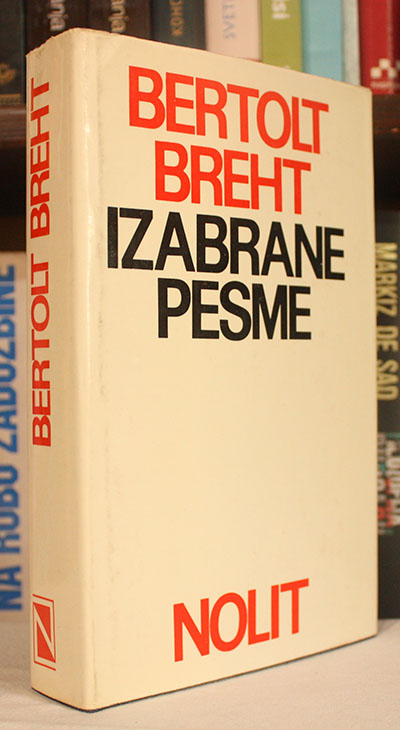 BERTOLT
BREHT
IZABRANE
PESME
NOLIT
BERTOLT BREHT
N
NA ROBU ZADUŽBINE
MARKIZ DE SAD